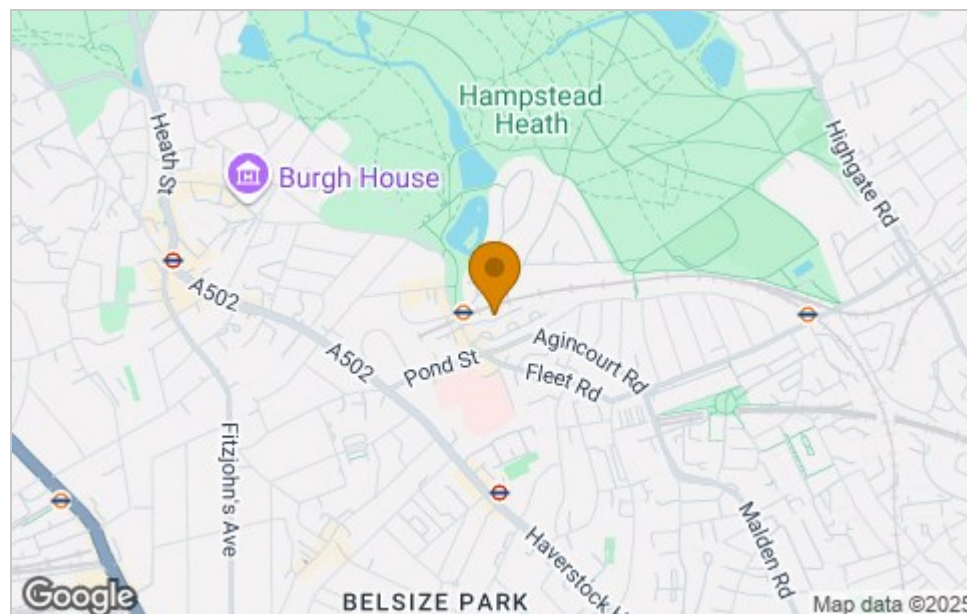 Hampstead
Heath
Heath St
Highgate Rd
Burgh House
A502
A502
Agincourt Rd
Pond St
Fleet Rd
Fitzjohn's Ave
Malden Rd
Haverstock H
BELSIZE PARK
Google
Map data ©2025